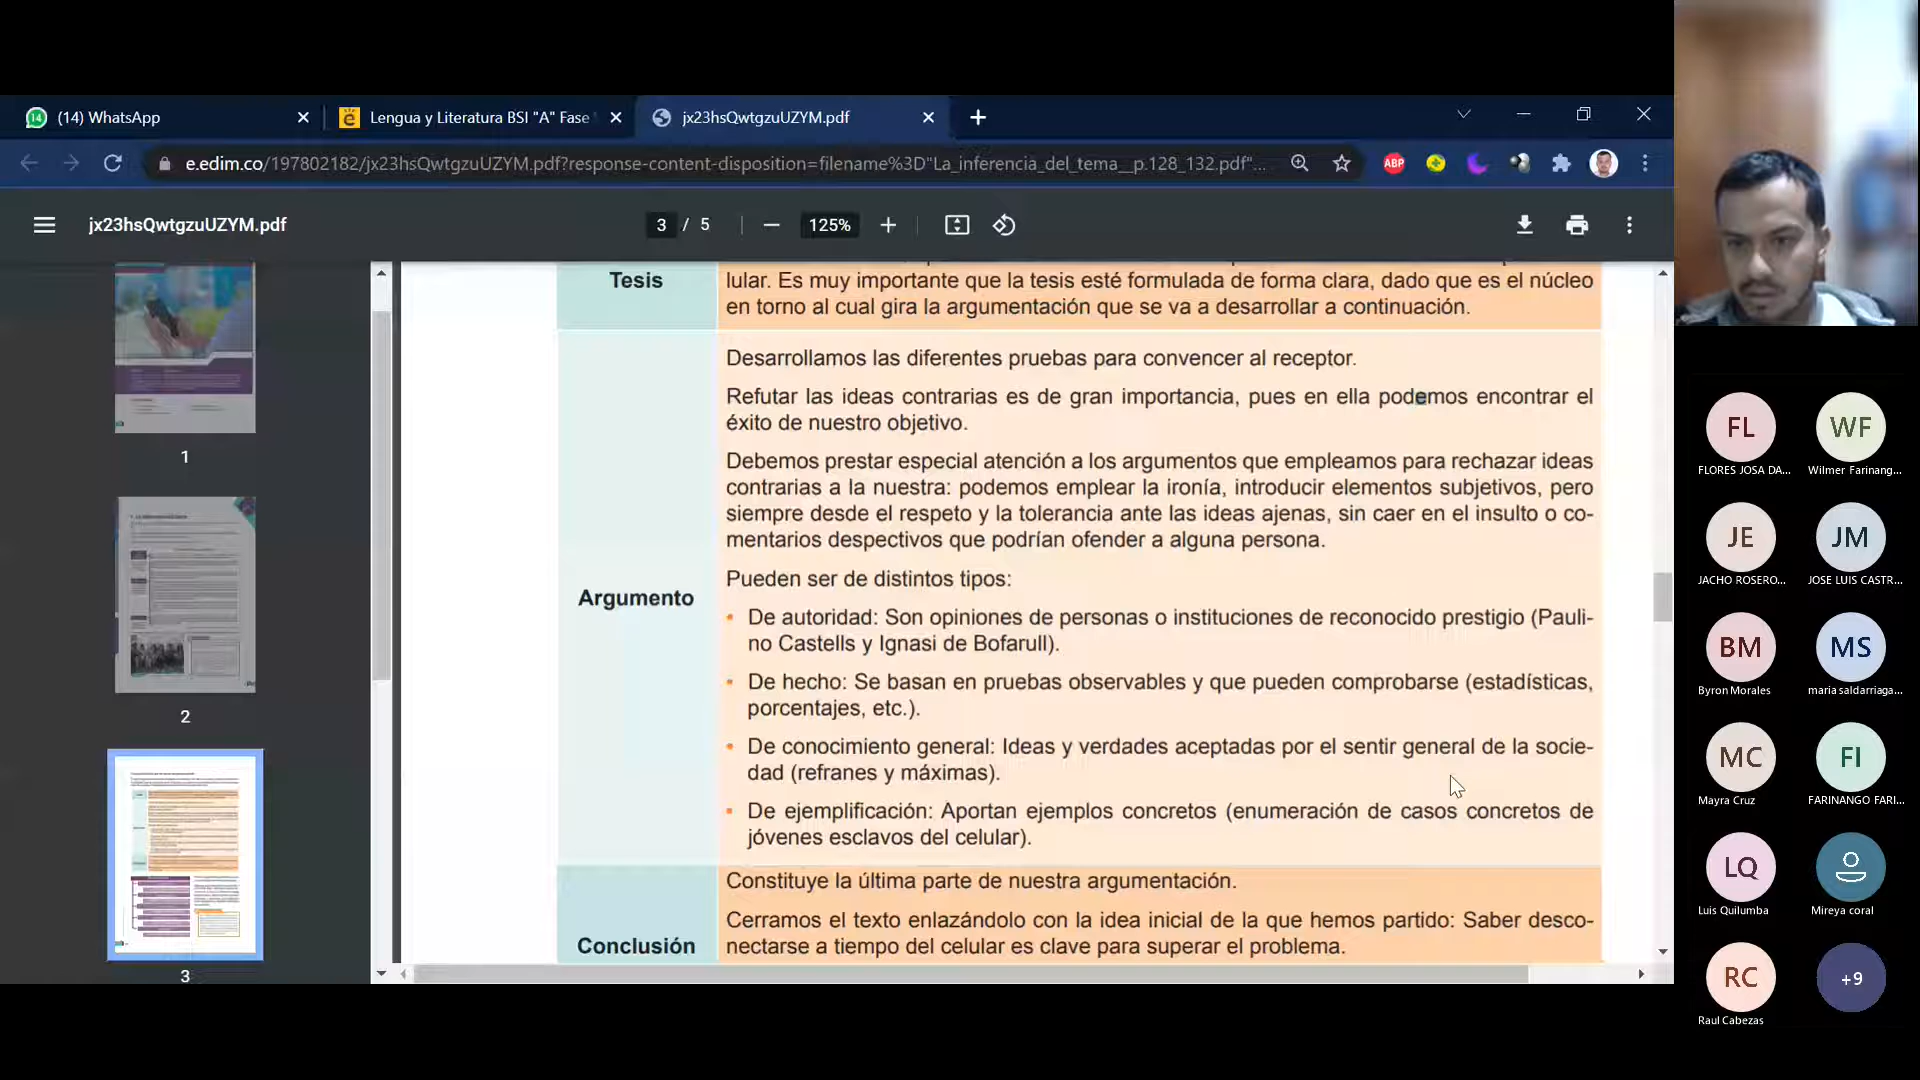 (14) WhatsApp
Lengua y Literatura BSI "A" Fase
jx23hsQwtgzuUZYM.pdf
e.edim.co/197802182/jx23hsQwtgzuUZYM.pdf?response-content-disposition=filename%3D"La_inferencia_del_tema__p.128_132.pdf"...
ABP
jx23hsQwtgzuUZYM.pdf
3 / 5
125%
1
2
3
Tesis
lular. Es muy importante que la tesis esté formulada de forma clara, dado que es el núcleo
en torno al cual gira la argumentación que se va a desarrollar a continuación.
Argumento
Desarrollamos las diferentes pruebas para convencer al receptor.
Refutar las ideas contrarias es de gran importancia, pues en ella podemos encontrar el
éxito de nuestro objetivo.
Debemos prestar especial atención a los argumentos que empleamos para rechazar ideas
contrarias a la nuestra: podemos emplear la ironía, introducir elementos subjetivos, pero
siempre desde el respeto y la tolerancia ante las ideas ajenas, sin caer en el insulto o co-
mentarios despectivos que podrían ofender a alguna persona.
Pueden ser de distintos tipos:
• De autoridad: Son opiniones de personas o instituciones de reconocido prestigio (Pauli-
no Castells y Ignasi de Bofarull).
• De hecho: Se basan en pruebas observables y que pueden comprobarse (estadísticas,
porcentajes, etc.).
• De conocimiento general: Ideas y verdades aceptadas por el sentir general de la socie-
dad (refranes y máximas).
• De ejemplificación: Aportan ejemplos concretos (enumeración de casos concretos de
jóvenes esclavos del celular).
Conclusión
Constituye la última parte de nuestra argumentación.
Cerramos el texto enlazándolo con la idea inicial de la que hemos partido: Saber desco-
nectarse a tiempo del celular es clave para superar el problema.
FL
FLORES JOSA DA...
WF
Wilmer Farinang...
JE
JACHO ROSERO...
JM
JOSE LUIS CASTR...
BM
Byron Morales
MS
maria saldarriaga...
MC
Mayra Cruz
FI
FARINANGO FARI...
LQ
Luis Quilumba
Mireya coral
RC
Raul Cabezas
+9